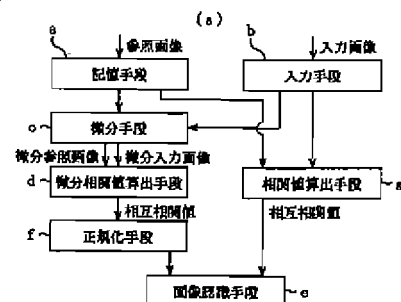 (a)
参照画像
入力画像
a
b
記憶手段
入力手段
c
微分手段
微分参照画像
微分入力画像
d
微分相関値算出手段
相関値算出手段
g
相互相関値
相互相関値
f
正規化手段
画像認識手段
e